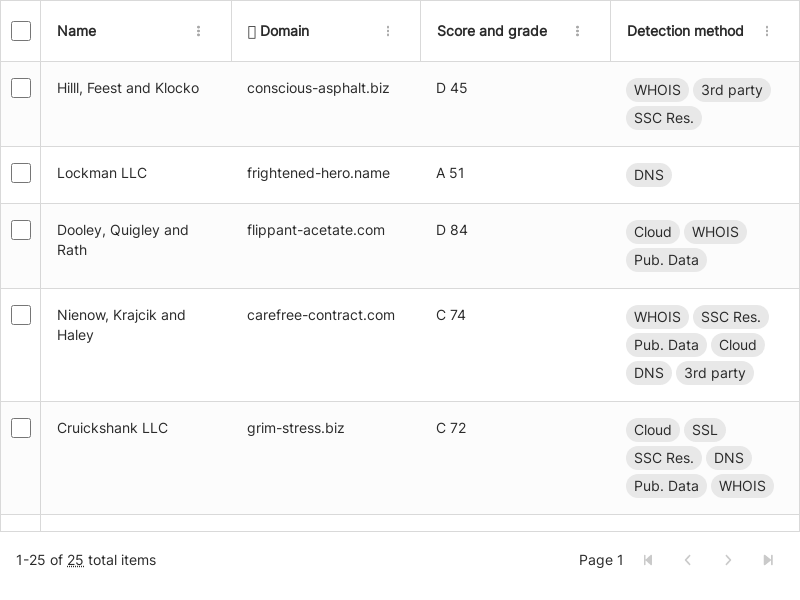 Name Domain Score and grade Detection method
Hilll, Feest and Klocko conscious-asphalt.biz D 45 WHOIS 3rd party
SSC Res.
Lockman LLC frightened-hero.name A 51 DNS
Dooley, Quigley and flippant-acetate.com D 84 Cloud WHOIS
Rath Pub. Data
Nienow, Krajcik and carefree-contract.com C 74 WHOIS SSC Res.
Haley Pub. Data Cloud
DNS 3rd party
Cruickshank LLC grim-stress.biz C 72 Cloud SSL
SSC Res. DNS
Pub. Data WHOIS
1-25 of 25 total items Page 1